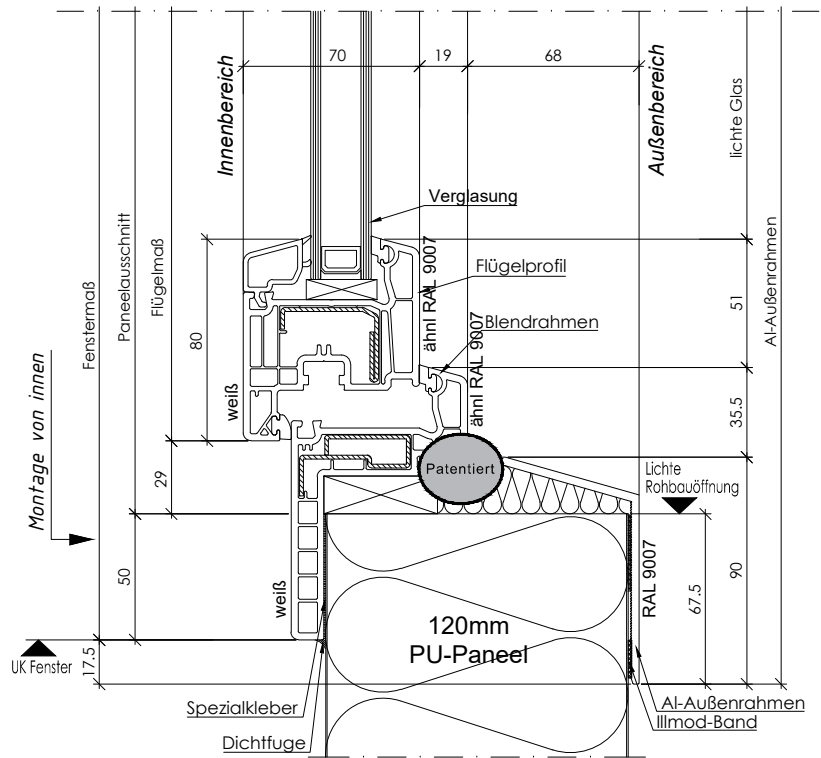 70
19
68
Innenbereich
Außenbereich
lichte Glas
Al-Außenrahmen
Fenstermaß
Paneelausschnitt
Flügelmaß
Verglasung
Flügelprofil
Blendrahmen
ähnl RAL 9007
ähnl RAL 9007
80
51
35.5
weiß
Montage von innen
29
Patentiert
Lichte
Rohbauöffnung
50
weiß
RAL 9007
67.5
90
120mm
PU-Paneel
UK Fenster
17.5
Spezialkleber
Dichtfuge
Al-Außenrahmen
Illmod-Band